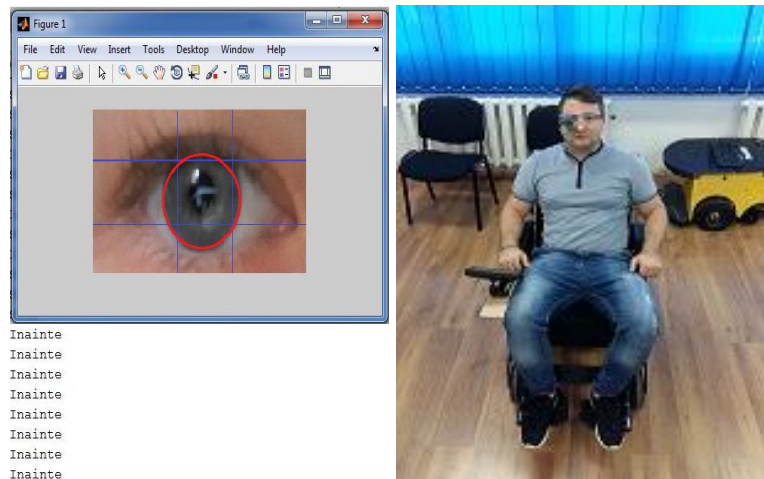 Figure 1
File Edit View Insert Tools Desktop Window Help
Inainte
Inainte
Inainte
Inainte
Inainte
Inainte
Inainte
Inainte